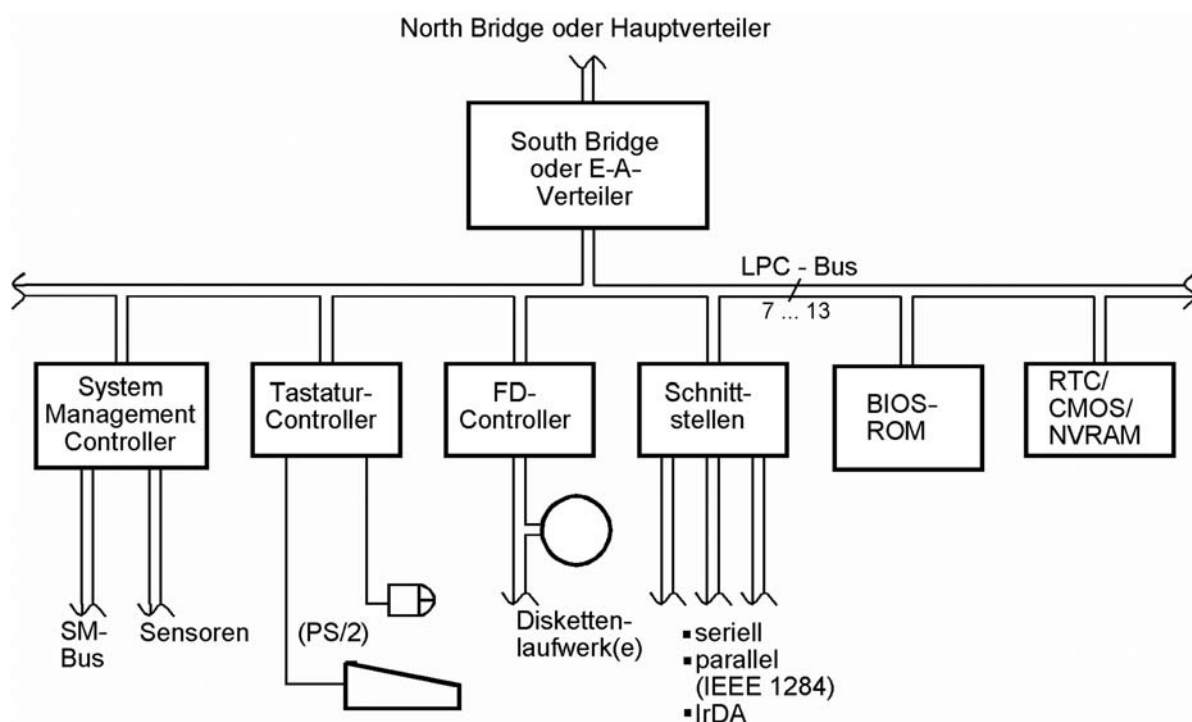 North Bridge oder Hauptverteiler
South Bridge
oder E-A-
Verteiler
LPC - Bus
7 ... 13
System
Management
Controller
Tastatur-
Controller
FD-
Controller
Schnitt-
stellen
BIOS-
ROM
RTC/
CMOS/
NVRAM
SM-
Bus
Sensoren
(PS/2)
Disketten-
laufwerk(e)
▪ seriell
▪ parallel
(IEEE 1284)
▪ IrDA